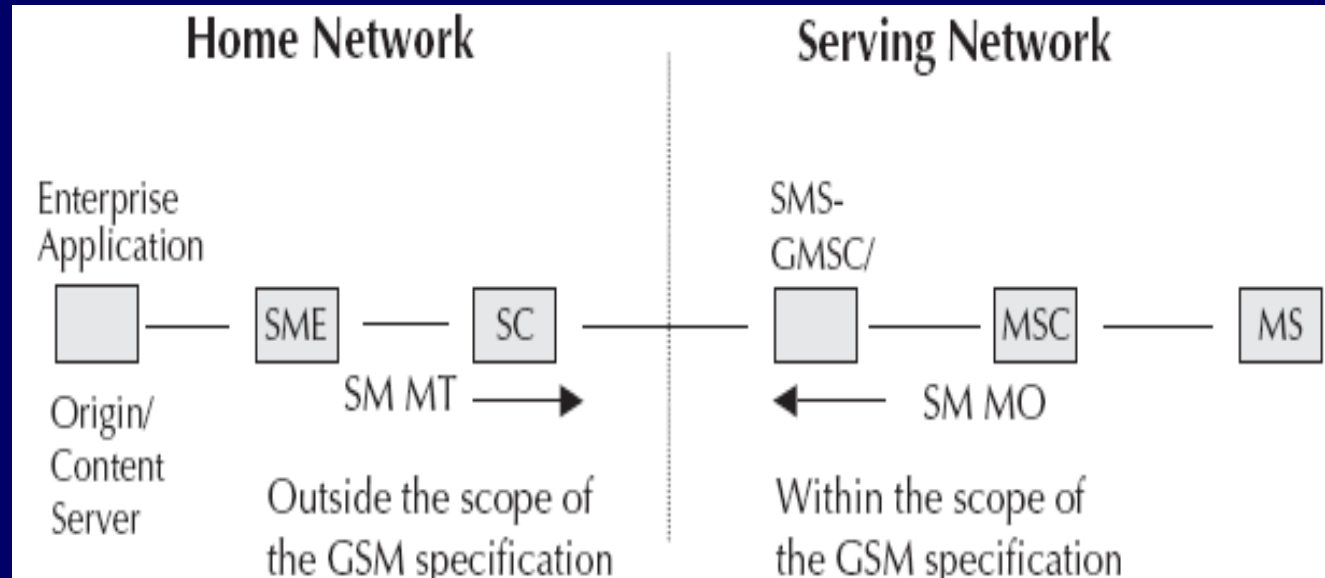 Home Network
Serving Network
Enterprise
Application
SMS-
GMSC/
SME
SC
MSC
MS
SM MT
SM MO
Origin/
Content
Server
Outside the scope of
the GSM specification
Within the scope of
the GSM specification